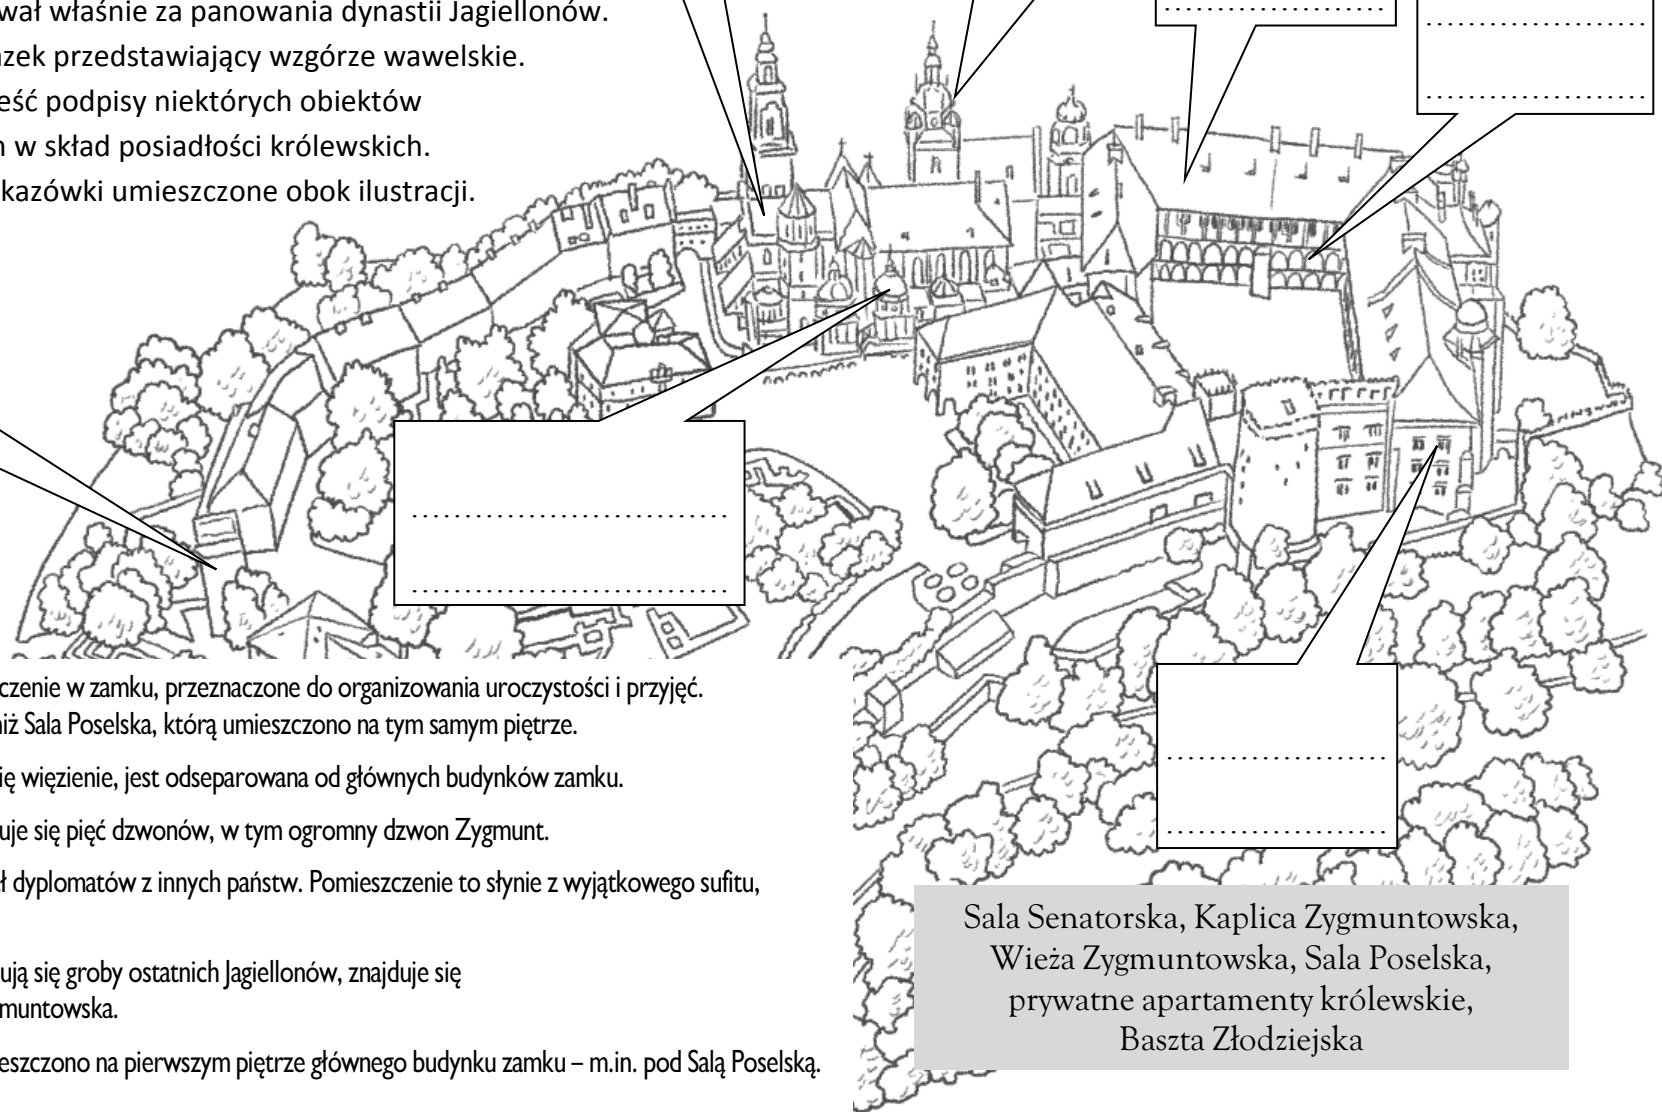 wał właśnie za panowania dynastii Jagiellonów.
zek przedstawiający wzgórze wawelskie.
eść podpisy niektórych obiektów
w skład posiadłości królewskich.
kazówki umieszczone obok ilustracji.
czenie w zamku, przeznaczone do organizowania uroczystości i przyjęć.
niż Sala Poselska, którą umieszczono na tym samym piętrze.
ię więzienie, jest odseparowana od głównych budynków zamku.
uje się pięć dzwonów, w tym ogromny dzwon Zygmunt.
ł dyplomatów z innych państw. Pomieszczenie to słynie z wyjątkowego sufitu,
ują się groby ostatnich Jagiellonów, znajduje się
muntowska.
eszczono na pierwszym piętrze głównego budynku zamku – m.in. pod Salą Poselską.
Sala Senatorska, Kaplica Zygmuntowska,
Wieża Zygmuntowska, Sala Poselska,
prywatne apartamenty królewskie,
Baszta Złodziejska